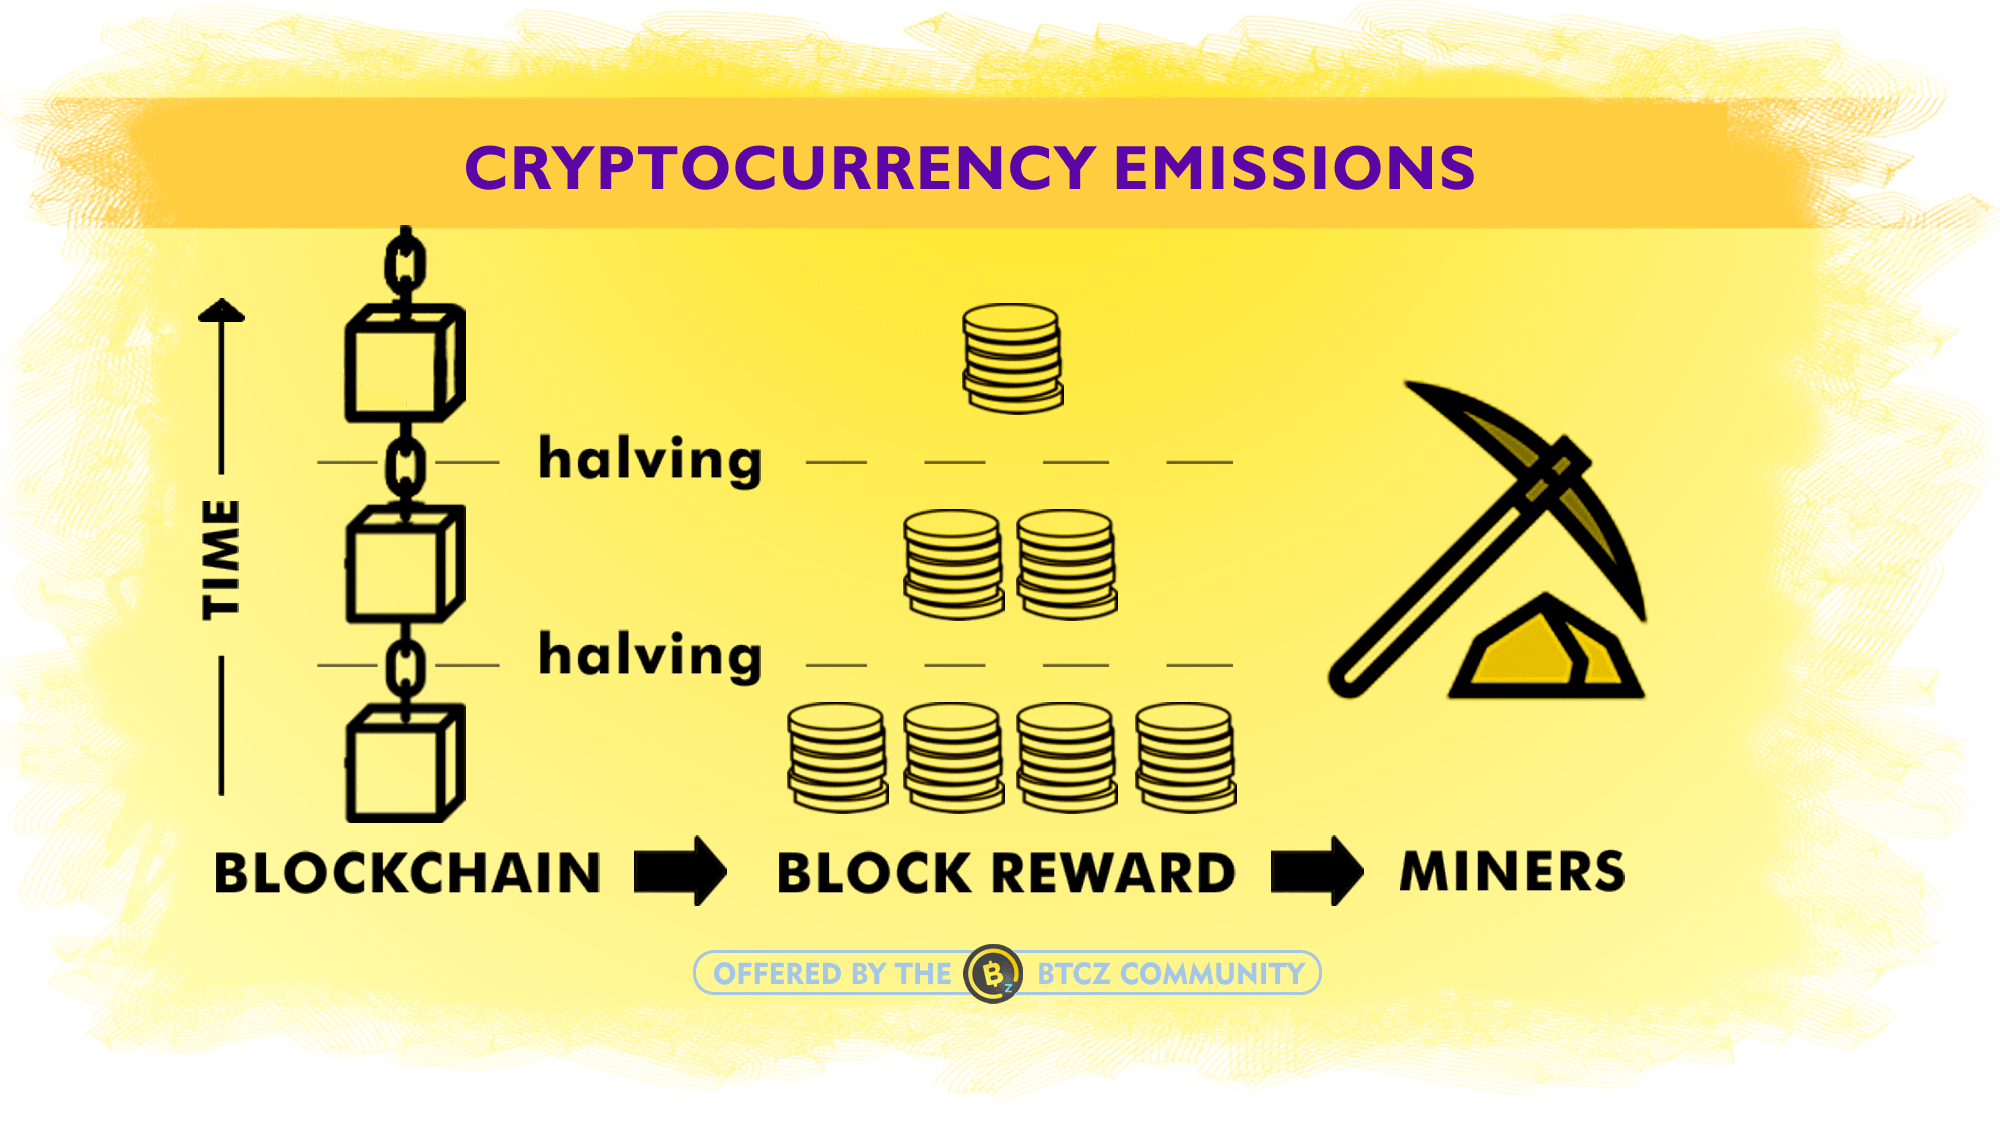 CRYPTOCURRENCY EMISSIONS
TIME
halving
halving
BLOCKCHAIN BLOCK REWARD MINERS
OFFERED BY THE B Z BTCZ COMMUNITY